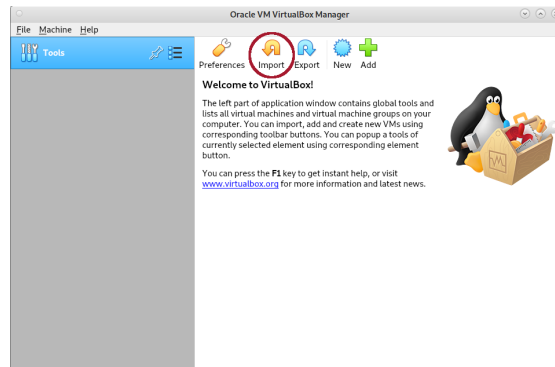 Oracle VM VirtualBox Manager
File Machine Help
Tools
Preferences Import Export New Add
Welcome to VirtualBox!
The left part of application window contains global tools and
lists all virtual machines and virtual machine groups on your
computer. You can import, add and create new VMs using
corresponding toolbar buttons. You can popup a tools of
currently selected element using corresponding element
button.
You can press the F1 key to get instant help, or visit
www.virtualbox.org for more information and latest news.